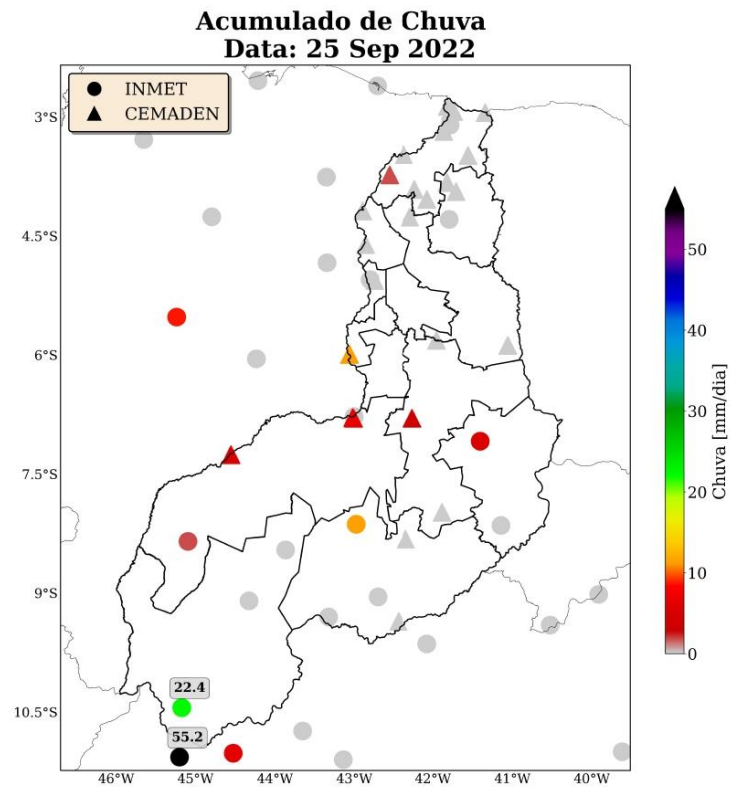 Acumulado de Chuva
Data: 25 Sep 2022
INMET
CEMADEN
3°S
4.5°S
6°S
7.5°S
9°S
10.5°S
22.4
55.2
46°W
45°W
44°W
43°W
42°W
41°W
40°W
50
40
30
20
10
0
Chuva [mm/dia]